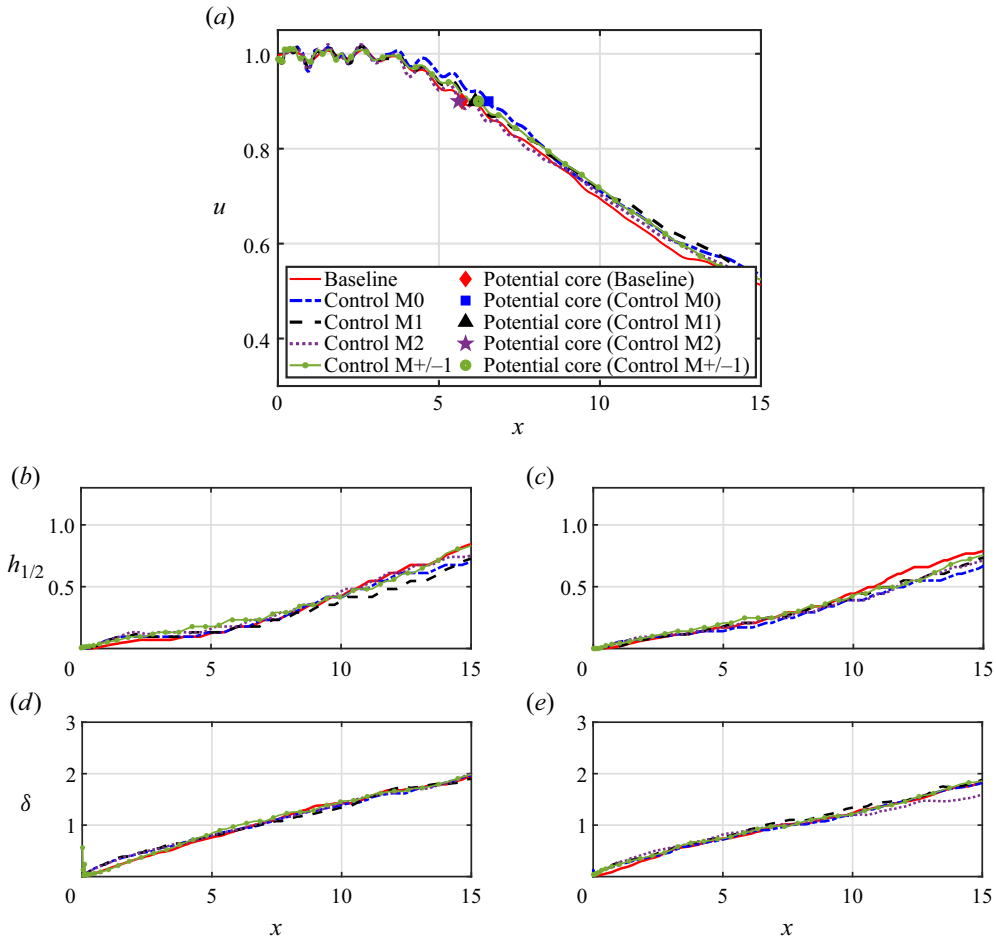 (a)
1.0
0.8
u
0.6
0.4
Baseline
Control M0
Control M1
Control M2
Control M+/–1
Potential core (Baseline)
Potential core (Control M0)
Potential core (Control M1)
Potential core (Control M2)
Potential core (Control M+/–1)
0 5 10 15
x
(b)
1.0
h1/2
0.5
0 5 10 15
(c)
1.0
0.5
0 5 10 15
(d)
3
2
δ
1
0 5 10 15
x
(e)
3
2
1
0 5 10 15
x